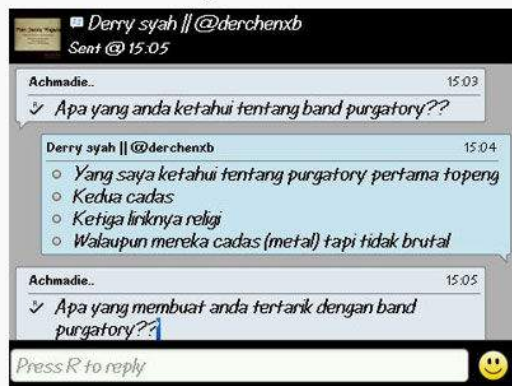 Derry syah || @derchenxb
Sent @ 15:05
Achmadie.. 15:03
Apa yang anda ketahui tentang band purgatory??
Derry syah || @derchenxb 15:04
Yang saya ketahui tentang purgatory pertama topeng
Kedua cadas
Ketiga liriknya religi
Walaupun mereka cadas (metal) tapi tidak brutal
Achmadie.. 15:05
Apa yang membuat anda tertarik dengan band
purgatory??
Press R to reply